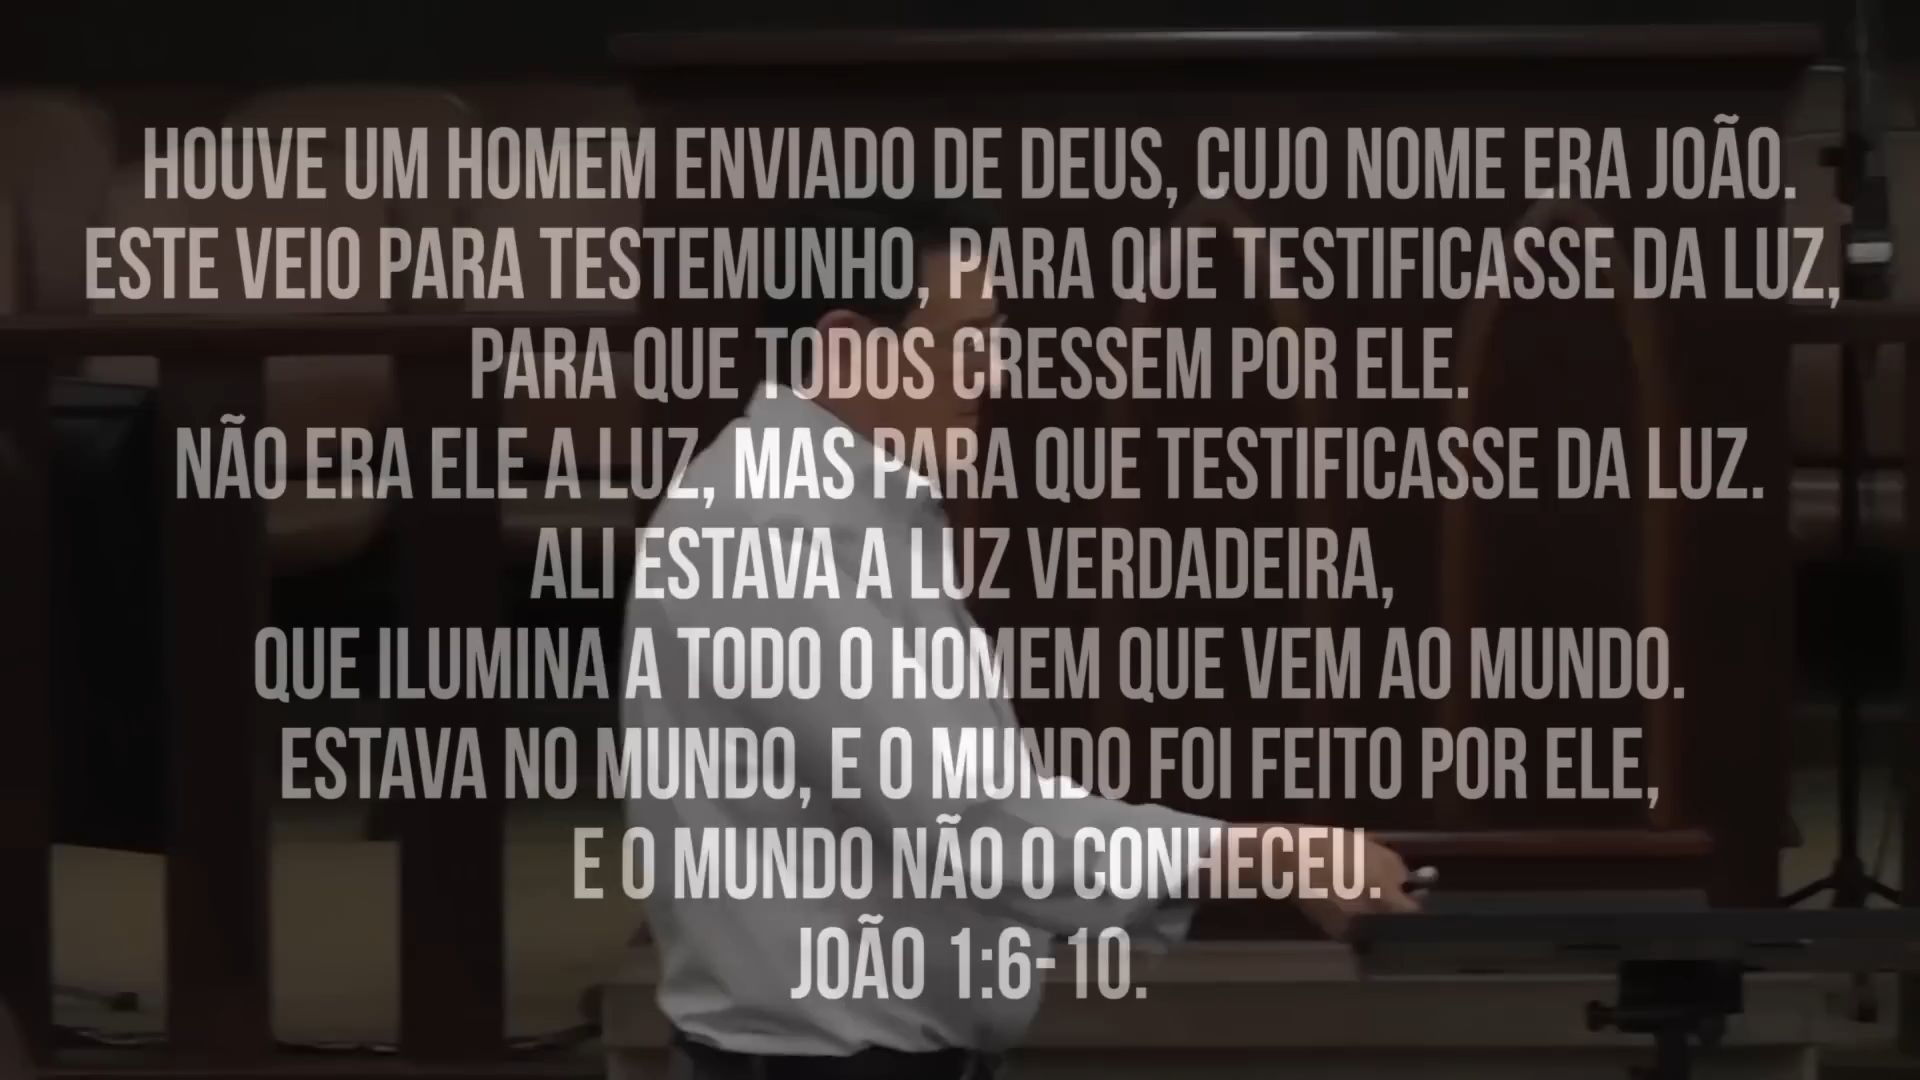 HOUVE UM HOMEM ENVIADO DE DEUS, CUJO NOME ERA JOÃO.
ESTE VEIO PARA TESTEMUNHO, PARA QUE TESTIFICASSE DA LUZ,
PARA QUE TODOS CRESSEM POR ELE.
NÃO ERA ELE A LUZ, MAS PARA QUE TESTIFICASSE DA LUZ.
ALI ESTAVA A LUZ VERDADEIRA,
QUE ILUMINA A TODO O HOMEM QUE VEM AO MUNDO.
ESTAVA NO MUNDO, E O MUNDO FOI FEITO POR ELE,
E O MUNDO NÃO O CONHECEU.
JOÃO 1:6-10.